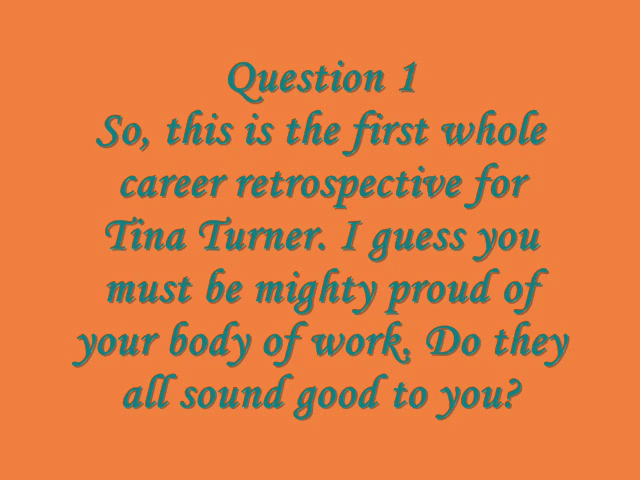 Question 1
So, this is the first whole
career retrospective for
Tina Turner. I guess you
must be mighty proud of
your body of work. Do they
all sound good to you?